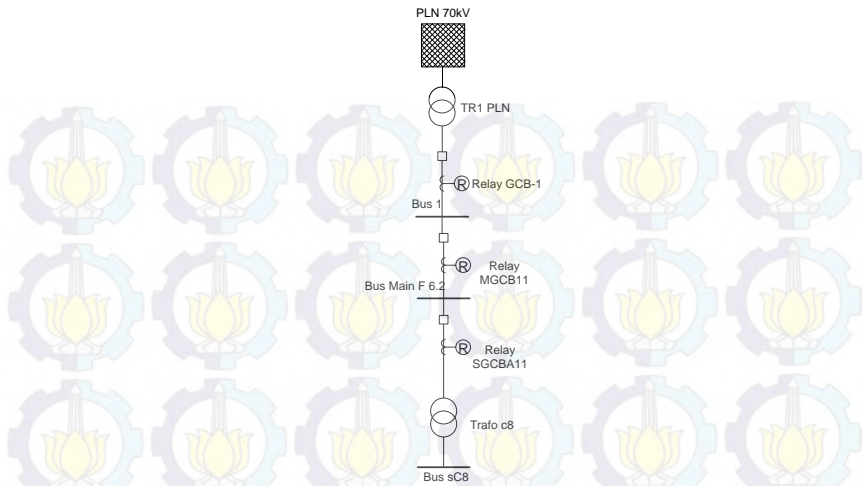 PLN 70kV
TR1 PLN
R
Relay GCB-1
Bus 1
R
Relay
MGCB11
Bus Main F 6.2
R
Relay
SGCBA11
Trafo c8
Bus sC8